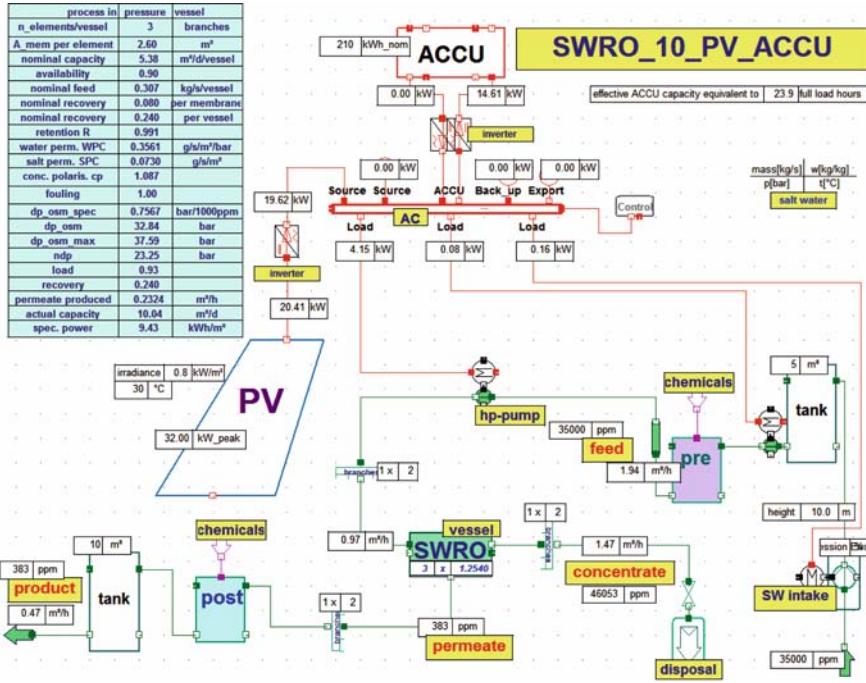 process in pressure vessel
n_elements/vessel 3 branches
A_mem per element 2.60 m²
nominal capacity 5.38 m³/d/vessel
availability 0.90
nominal feed 0.307 kg/s/vessel
nominal recovery 0.080 per membrane
nominal recovery 0.240 per vessel
retention R 0.991
water perm. WPC 0.3561 g/s/m²/bar
salt perm. SPC 0.0730 g/s/m²
conc. polaris. cp 1.087
fouling 1.00
dp_osm_spec 0.7567 bar/1000ppm
dp_osm 32.84 bar
dp_osm_max 37.59 bar
ndp 23.25 bar
load 0.93
recovery 0.240
permeate produced 0.2324 m³/h
actual capacity 10.04 m³/d
spec. power 9.43 kWh/m³
210 kWh_nom
ACCU
SWRO_10_PV_ACCU
0.00 kW
14.61 kW
effective ACCU capacity equivalent to 23.9 full load hours
inverter
0.00 kW
0.00 kW
0.00 kW
mass[kg/s] w[kg/kg]
p[bar] t[°C]
salt water
Source Source ACCU Back_up Export
19.62 kW
AC
Control
Load Load Load
4.15 kW
0.08 kW
0.16 kW
inverter
20.41 kW
irradiance 0.8 kW/m²
30 °C
PV
32.00 kW_peak
hp-pump
chemicals
5 m³
tank
35000 ppm
feed
pre
1.94 m³/h
branches 1 x 2
height 10.0 m
1 x 2
branches
0.97 m³/h
vessel
SWRO
3 x 1.2540
1.47 m³/h
concentrate
46053 ppm
M
SW intake
chemicals
10 m³
383 ppm
product
0.47 m³/h
tank
post
1 x 2
branches
383 ppm
permeate
disposal
35000 ppm